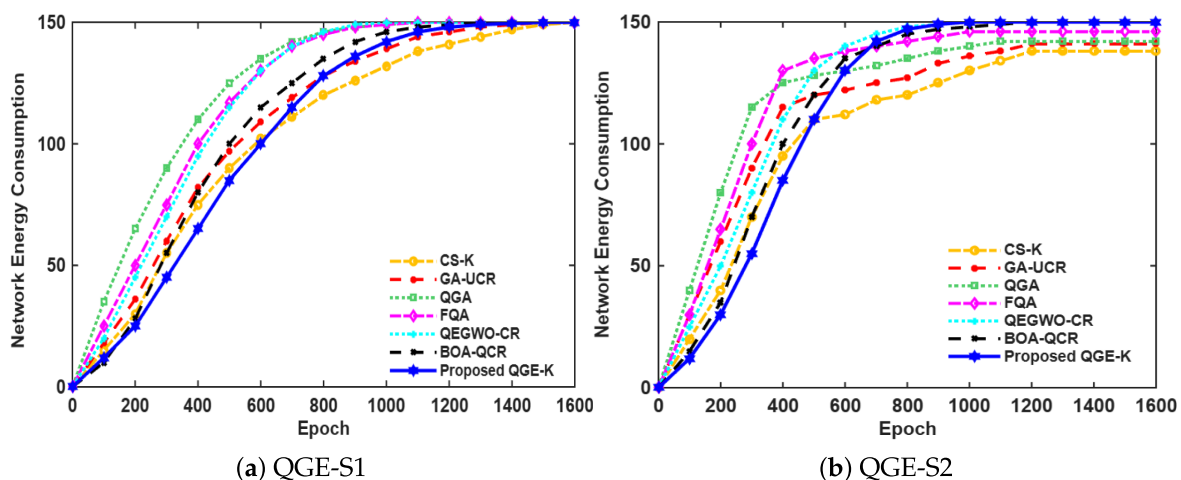 Network Energy Consumption
150
100
50
0
CS-K
GA-UCR
QGA
FQA
QEGWO-CR
BOA-QCR
Proposed QGE-K
0 200 400 600 800 1000 1200 1400 1600
Epoch
(a) QGE-S1
Network Energy Consumption
150
100
50
0
CS-K
GA-UCR
QGA
FQA
QEGWO-CR
BOA-QCR
Proposed QGE-K
0 200 400 600 800 1000 1200 1400 1600
Epoch
(b) QGE-S2